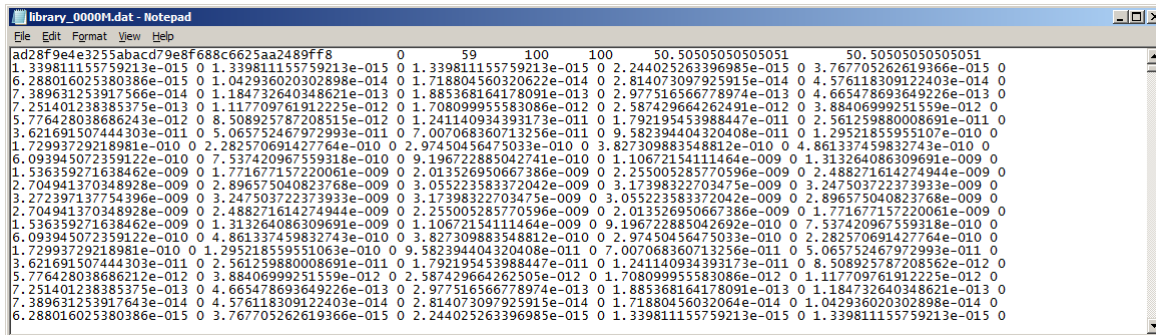 library_0000M.dat - Notepad
File Edit Format View Help
ad28f9e4e3255abacd79e8f688c6625aa2489ff8 0 59 100 100 50.50505050505051 50.50505050505051
1.339811155759213e-015 0 1.339811155759213e-015 0 1.339811155759213e-015 0 2.244025263396985e-015 0 3.767705262619366e-015 0
6.288016025380386e-015 0 1.042936020302898e-014 0 1.718804560320622e-014 0 2.814073097925915e-014 0 4.576118309122403e-014 0
7.389631253917566e-014 0 1.184732640348621e-013 0 1.885368164178091e-013 0 2.977516566778974e-013 0 4.665478693649226e-013 0
7.251401238385375e-013 0 1.117709761912225e-012 0 1.708099955583086e-012 0 2.587429664262491e-012 0 3.88406999251559e-012 0
5.776428038686243e-012 0 8.508925787208515e-012 0 1.241140934393173e-011 0 1.792195453988447e-011 0 2.561259880008691e-011 0
3.621691507444303e-011 0 5.065752467972993e-011 0 7.007068360713256e-011 0 9.582394404320408e-011 0 1.29521855955107e-010 0
1.72993729218981e-010 0 2.282570691427764e-010 0 2.97450456475033e-010 0 3.827309883548812e-010 0 4.861337459832743e-010 0
6.093945072359122e-010 0 7.537420967559318e-010 0 9.196722885042741e-010 0 1.10672154111464e-009 0 1.313264086309691e-009 0
1.536359271638462e-009 0 1.771677157220061e-009 0 2.013526950667386e-009 0 2.255005285770596e-009 0 2.488271614274944e-009 0
2.704941370348928e-009 0 2.896575040823768e-009 0 3.055223583372042e-009 0 3.17398322703475e-009 0 3.247503722373933e-009 0
3.272397137754396e-009 0 3.247503722373933e-009 0 3.17398322703475e-009 0 3.055223583372042e-009 0 2.896575040823768e-009 0
2.704941370348928e-009 0 2.488271614274944e-009 0 2.255005285770596e-009 0 2.013526950667386e-009 0 1.771677157220061e-009 0
1.536359271638462e-009 0 1.313264086309691e-009 0 1.10672154111464e-009 0 9.196722885042692e-010 0 7.537420967559318e-010 0
6.093945072359122e-010 0 4.861337459832743e-010 0 3.827309883548812e-010 0 2.97450456475033e-010 0 2.282570691427764e-010 0
1.72993729218981e-010 0 1.295218559551063e-010 0 9.582394404320408e-011 0 7.007068360713256e-011 0 5.065752467972993e-011 0
3.621691507444303e-011 0 2.561259880008691e-011 0 1.792195453988447e-011 0 1.241140934393173e-011 0 8.508925787208562e-012 0
5.776428038686212e-012 0 3.88406999251559e-012 0 2.587429664262505e-012 0 1.708099955583086e-012 0 1.117709761912225e-012 0
7.251401238385375e-013 0 4.665478693649226e-013 0 2.977516566778974e-013 0 1.885368164178091e-013 0 1.184732640348621e-013 0
7.389631253917643e-014 0 4.576118309122403e-014 0 2.814073097925915e-014 0 1.71880456032064e-014 0 1.042936020302898e-014 0
6.288016025380386e-015 0 3.767705262619366e-015 0 2.244025263396985e-015 0 1.339811155759213e-015 0 1.339811155759213e-015 0